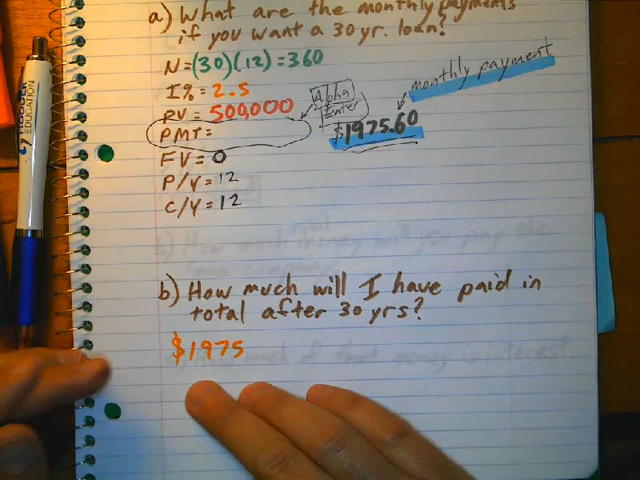 a) What are the monthly payments
if you want a 30 yr. loan?
N=(30)(12)=360
I%= 2.5
PV= 500,000
Alpha
Enter
monthly payment
PMT=
$1975.60
FV= 0
P/Y= 12
C/Y= 12
b) How much will I have paid in
total after 30 yrs?
$1975
EDUCATION